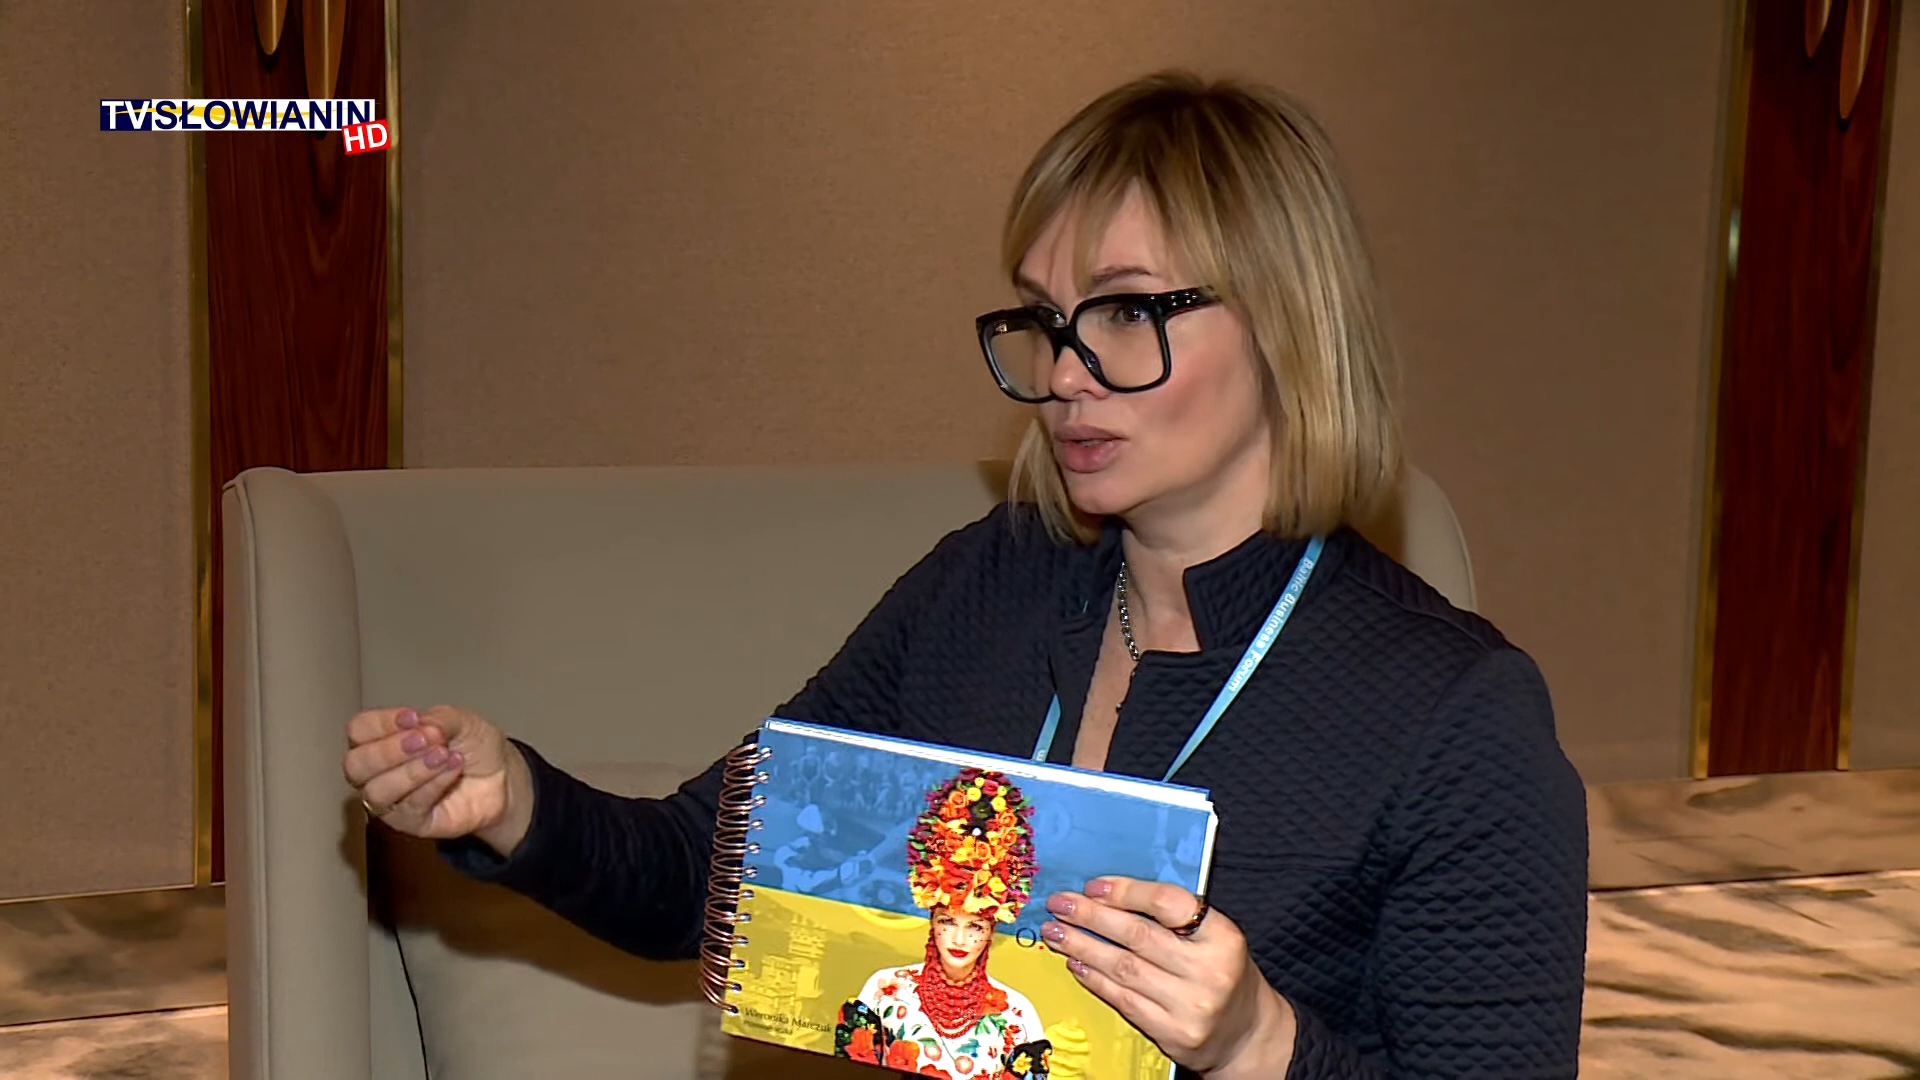 TVSŁOWIANIN
HD
Baltic Business Forum
O
Weronika Marczuk